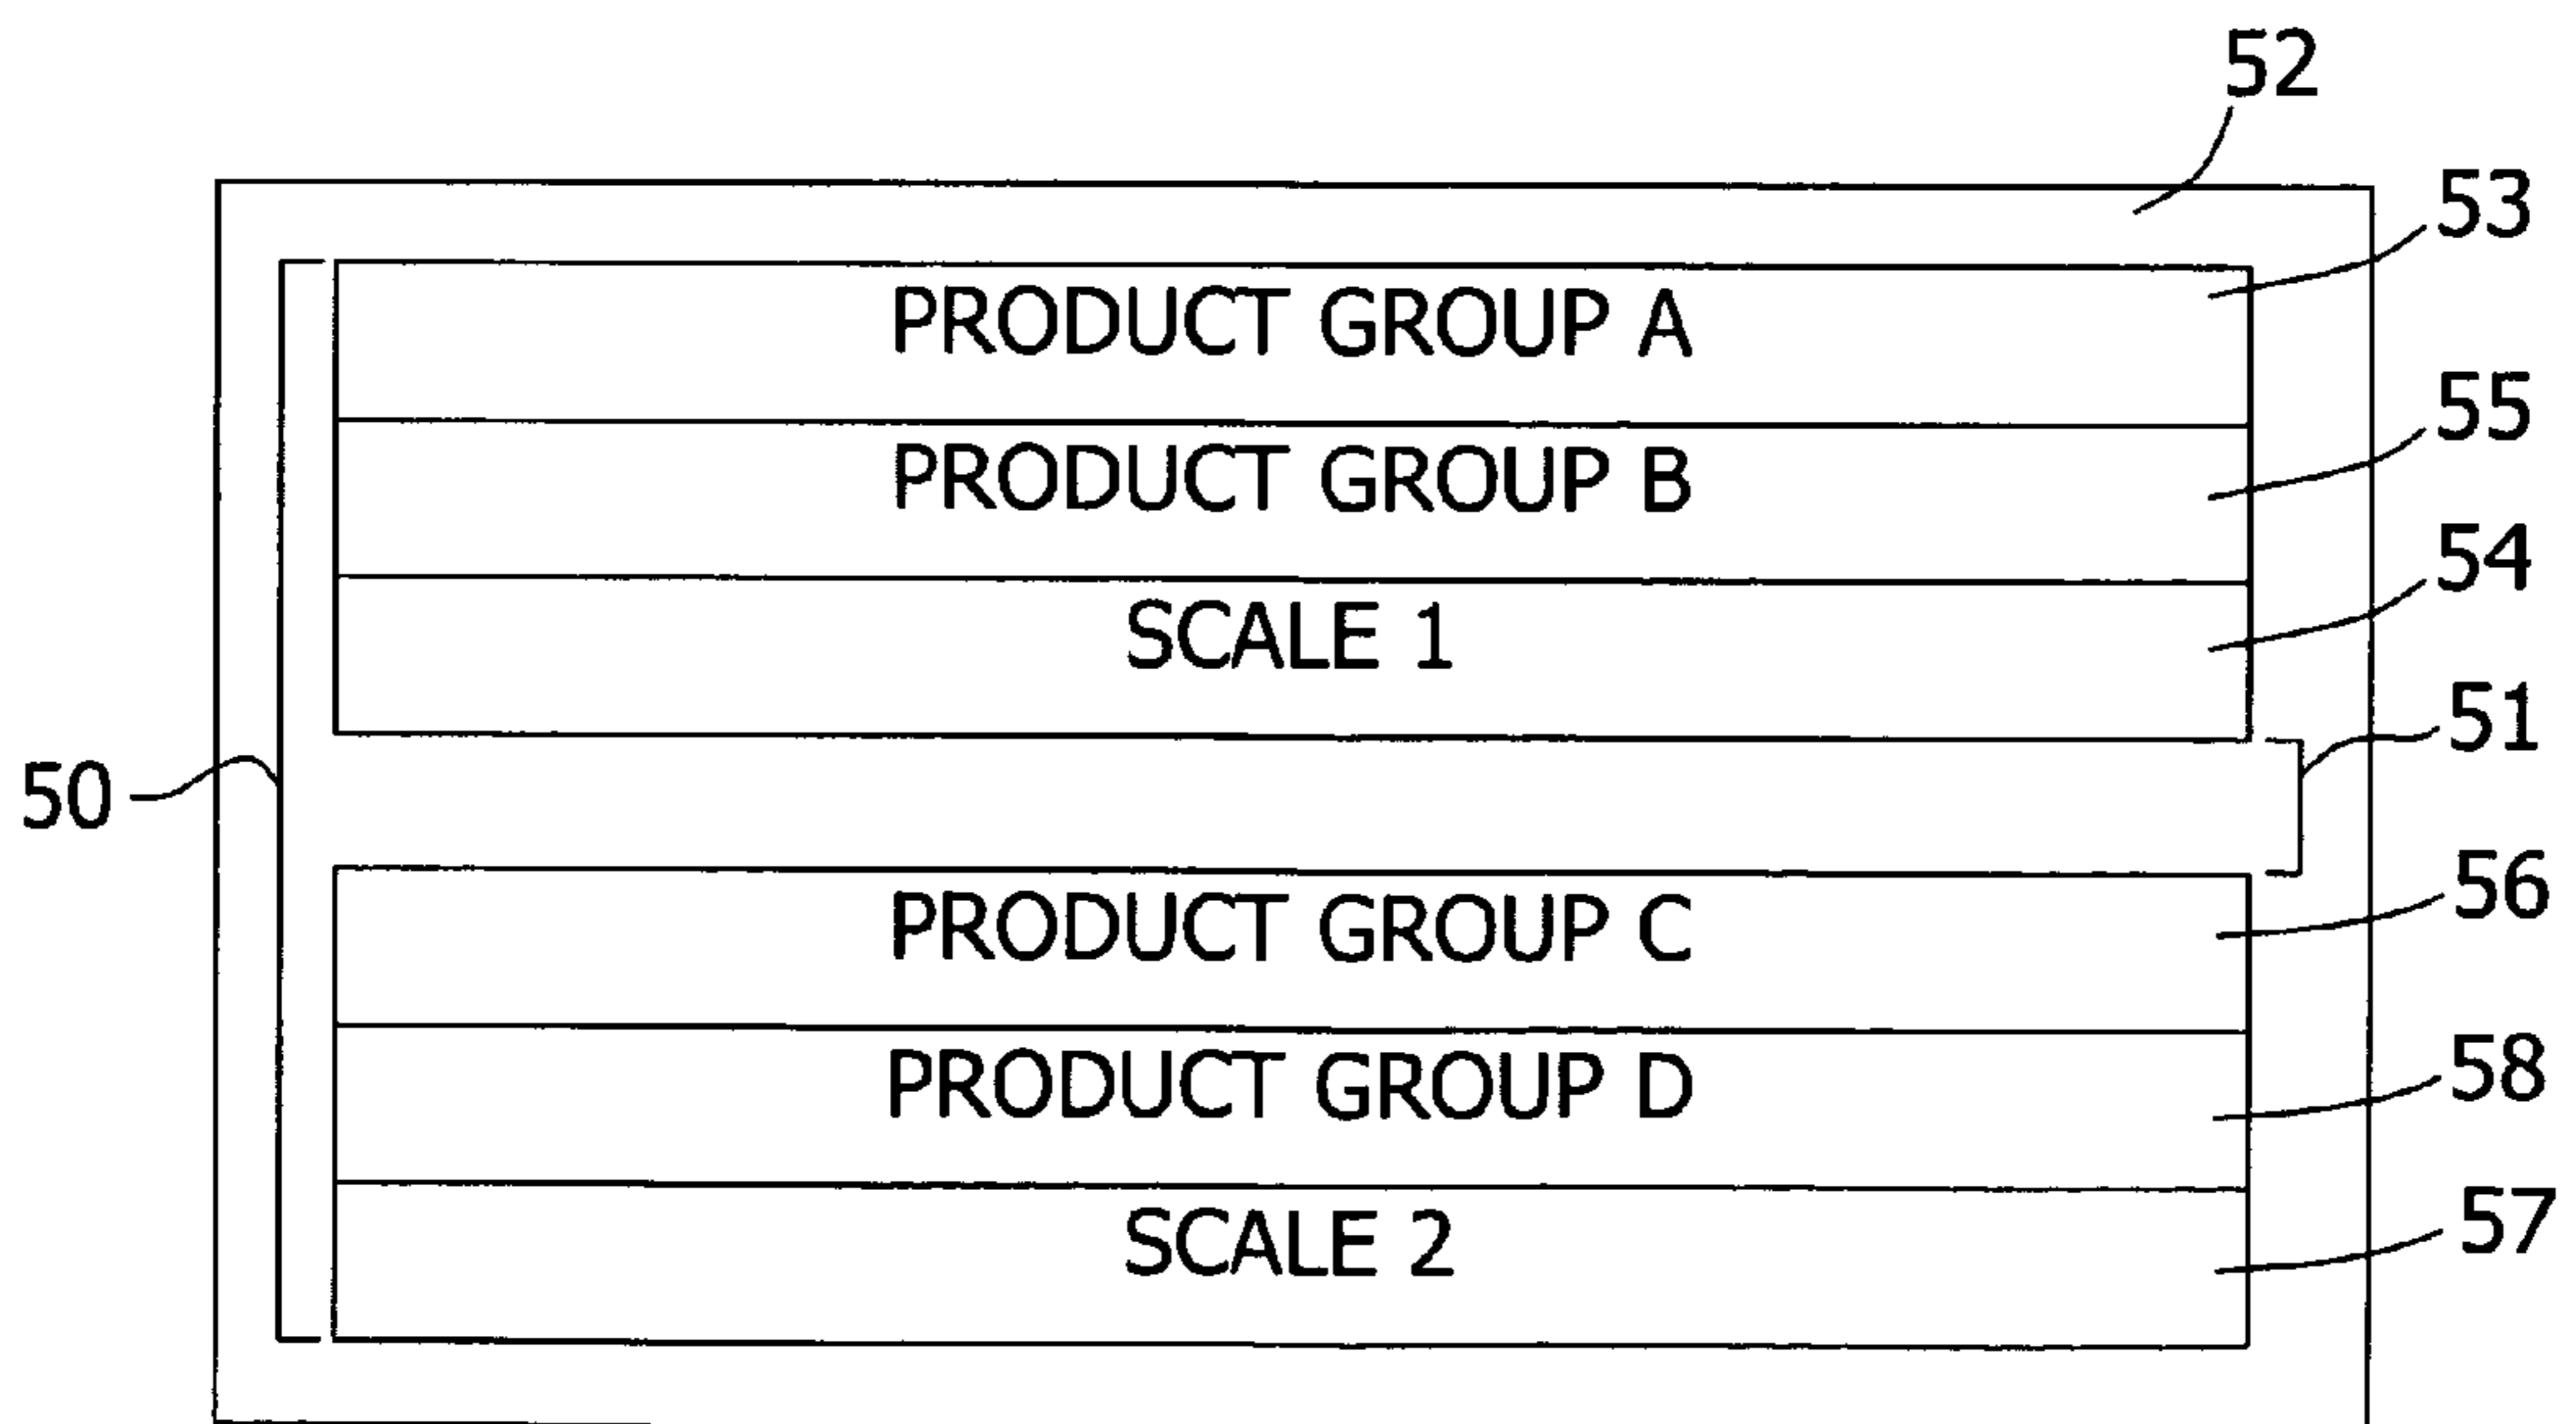 52
53
PRODUCT GROUP A
55
PRODUCT GROUP B
54
SCALE 1
51
50
56
PRODUCT GROUP C
58
PRODUCT GROUP D
57
SCALE 2